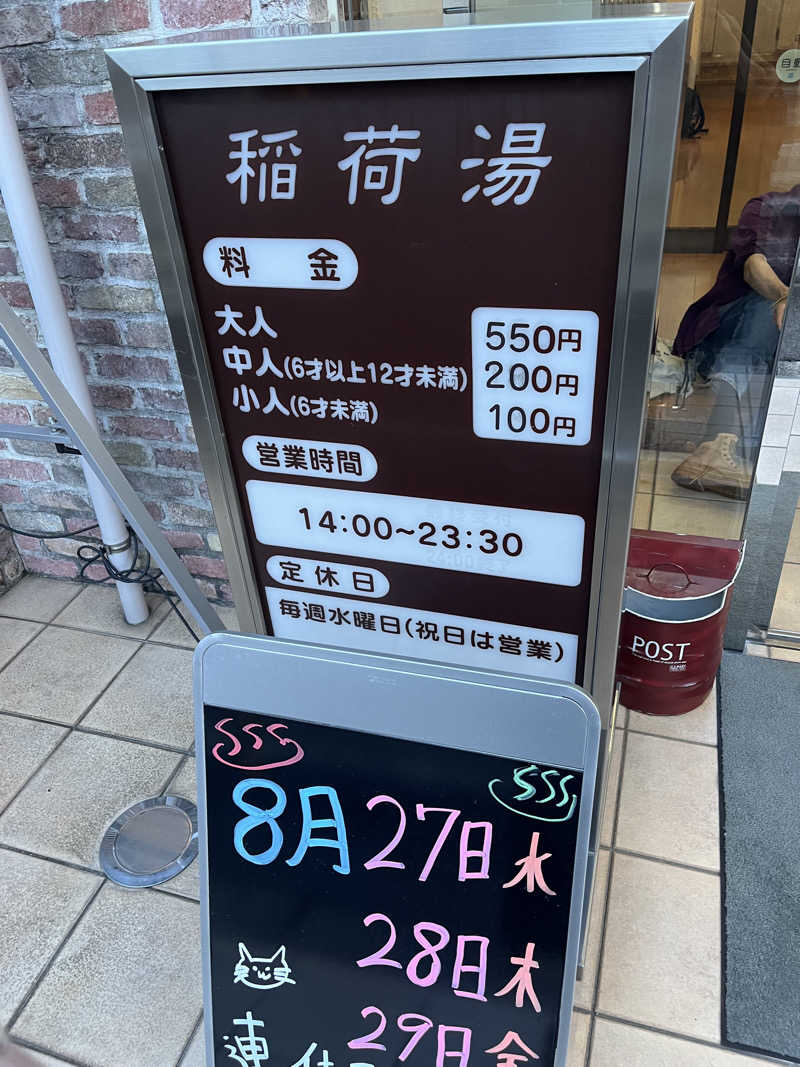 稲荷湯
料金
大人 550円
中人(6才以上12才未満) 200円
小人(6才未満) 100円
営業時間
14:00~23:30
定休日
毎週水曜日(祝日は営業)
POST
8月27日水
28日木
29日金
連休